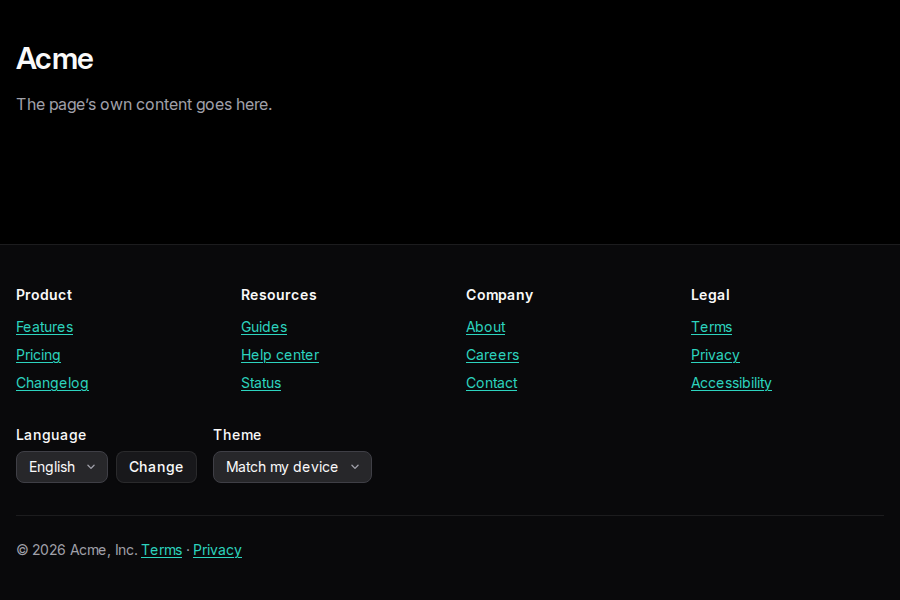 Acme
The page's own content goes here.
Product
Features
Pricing
Changelog
Resources
Guides
Help center
Status
Company
About
Careers
Contact
Legal
Terms
Privacy
Accessibility
Language
English
Change
Theme
Match my device
© 2026 Acme, Inc. Terms · Privacy